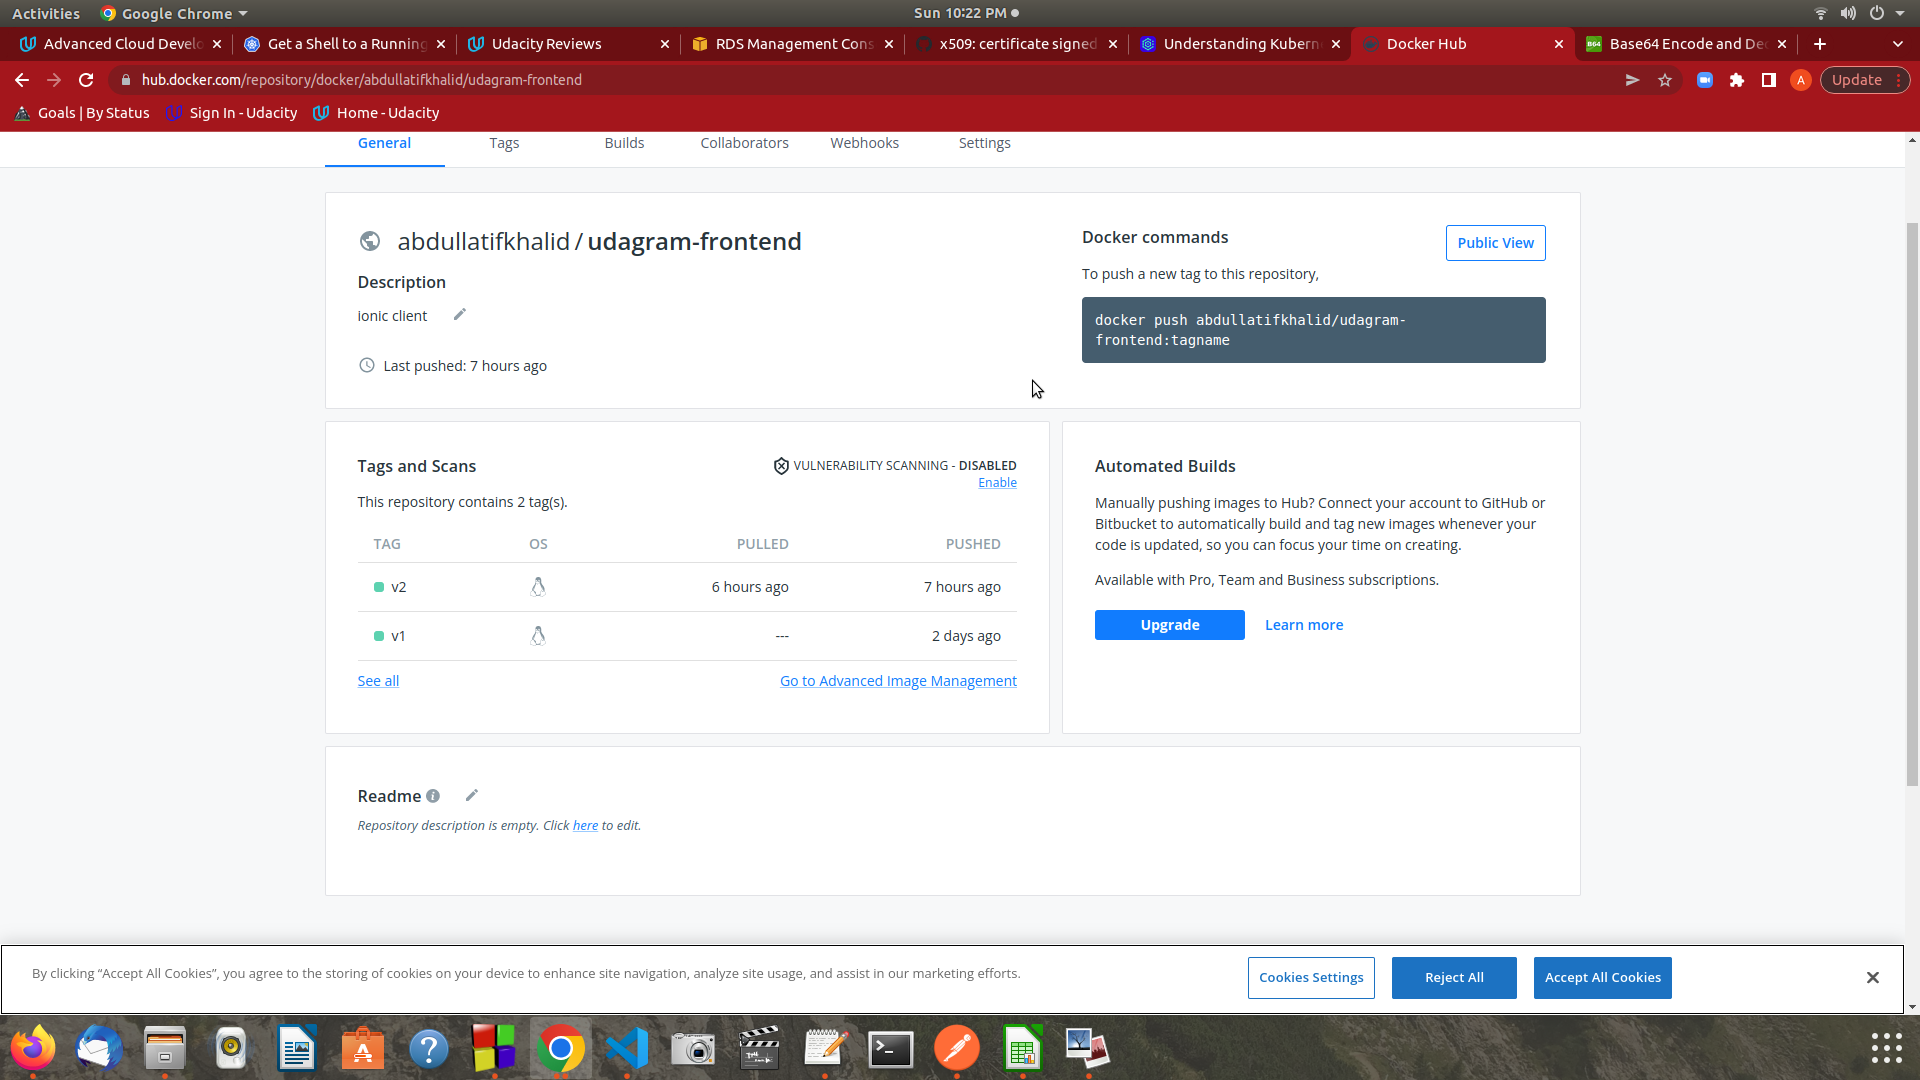 Activities
Google Chrome
Sun 10:22 PM
Advanced Cloud Develo
Get a Shell to a Running
Udacity Reviews
RDS Management Cons
x509: certificate signed
Understanding Kubern
Docker Hub
Base64 Encode and Dec
hub.docker.com/repository/docker/abdullatifkhalid/udagram-frontend
A
Update
Goals | By Status
Sign In - Udacity
Home - Udacity
General
Tags
Builds
Collaborators
Webhooks
Settings
abdullatifkhalid / udagram-frontend
Description
ionic client
Last pushed: 7 hours ago
Docker commands
Public View
To push a new tag to this repository,
docker push abdullatifkhalid/udagram-
frontend:tagname
Tags and Scans
VULNERABILITY SCANNING - DISABLED
Enable
This repository contains 2 tag(s).
TAG OS PULLED PUSHED
v2 6 hours ago 7 hours ago
v1 --- 2 days ago
See all
Go to Advanced Image Management
Automated Builds
Manually pushing images to Hub? Connect your account to GitHub or
Bitbucket to automatically build and tag new images whenever your
code is updated, so you can focus your time on creating.
Available with Pro, Team and Business subscriptions.
Upgrade
Learn more
Readme
Repository description is empty. Click here to edit.
By clicking “Accept All Cookies”, you agree to the storing of cookies on your device to enhance site navigation, analyze site usage, and assist in our marketing efforts.
Cookies Settings
Reject All
Accept All Cookies